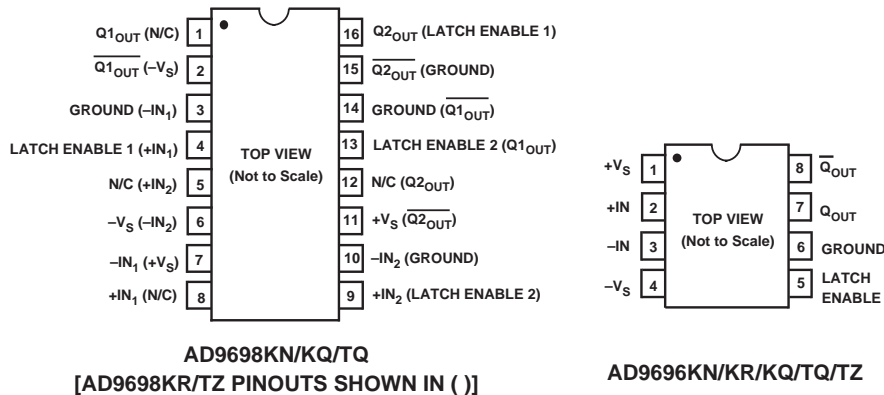 Q1OUT (N/C) 1
Q1OUT (–VS) 2
GROUND (–IN1) 3
LATCH ENABLE 1 (+IN1) 4
N/C (+IN2) 5
–VS (–IN2) 6
–IN1 (+VS) 7
+IN1 (N/C) 8
TOP VIEW
(Not to Scale)
16 Q2OUT (LATCH ENABLE 1)
15 Q2OUT (GROUND)
14 GROUND (Q1OUT)
13 LATCH ENABLE 2 (Q1OUT)
12 N/C (Q2OUT)
11 +VS (Q2OUT)
10 –IN2 (GROUND)
9 +IN2 (LATCH ENABLE 2)
AD9698KN/KQ/TQ
[AD9698KR/TZ PINOUTS SHOWN IN ( )]
+VS 1
+IN 2
–IN 3
–VS 4
TOP VIEW
(Not to Scale)
8 QOUT
7 QOUT
6 GROUND
5 LATCH
ENABLE
AD9696KN/KR/KQ/TQ/TZ